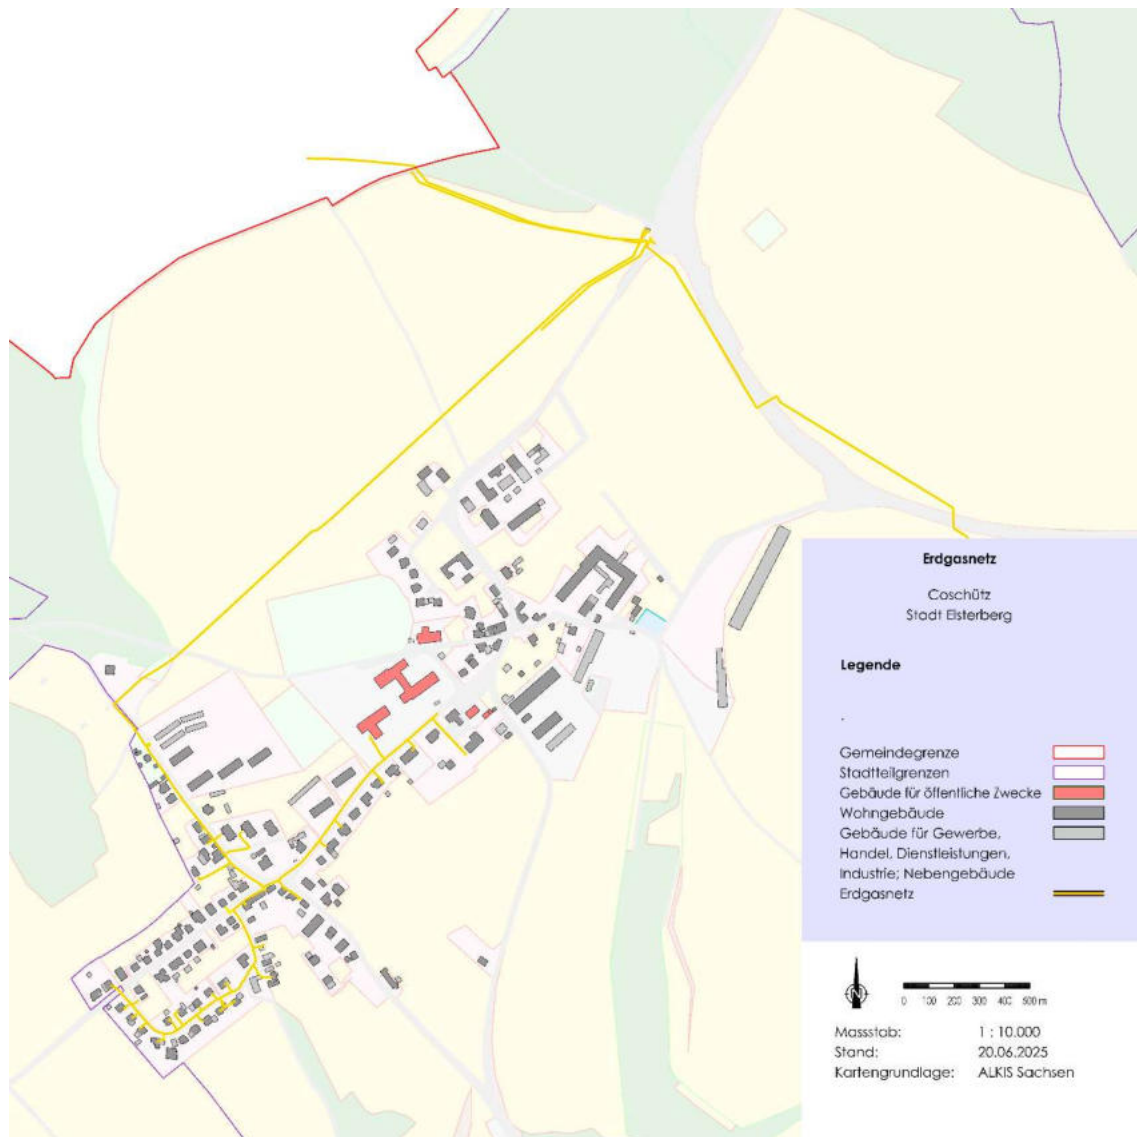 Erdgasnetz
Coschütz
Stadt Elsterberg
Legende
.
Gemeindegrenze
Stadtteilgrenzen
Gebäude für öffentliche Zwecke
Wohngebäude
Gebäude für Gewerbe,
Handel, Dienstleistungen,
Industrie; Nebengebäude
Erdgasnetz
N
0 100 200 300 400 500 m
Massstab: 1 : 10.000
Stand: 20.06.2025
Kartengrundlage: ALKIS Sachsen